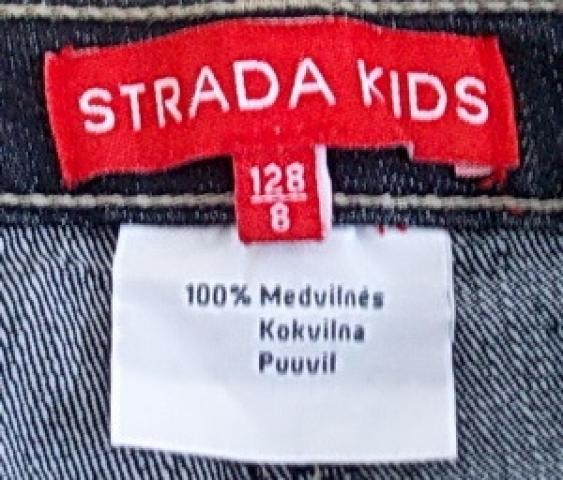 STRADA KIDS
128
8
100% Medvilnės
Kokvilna
Puuvil